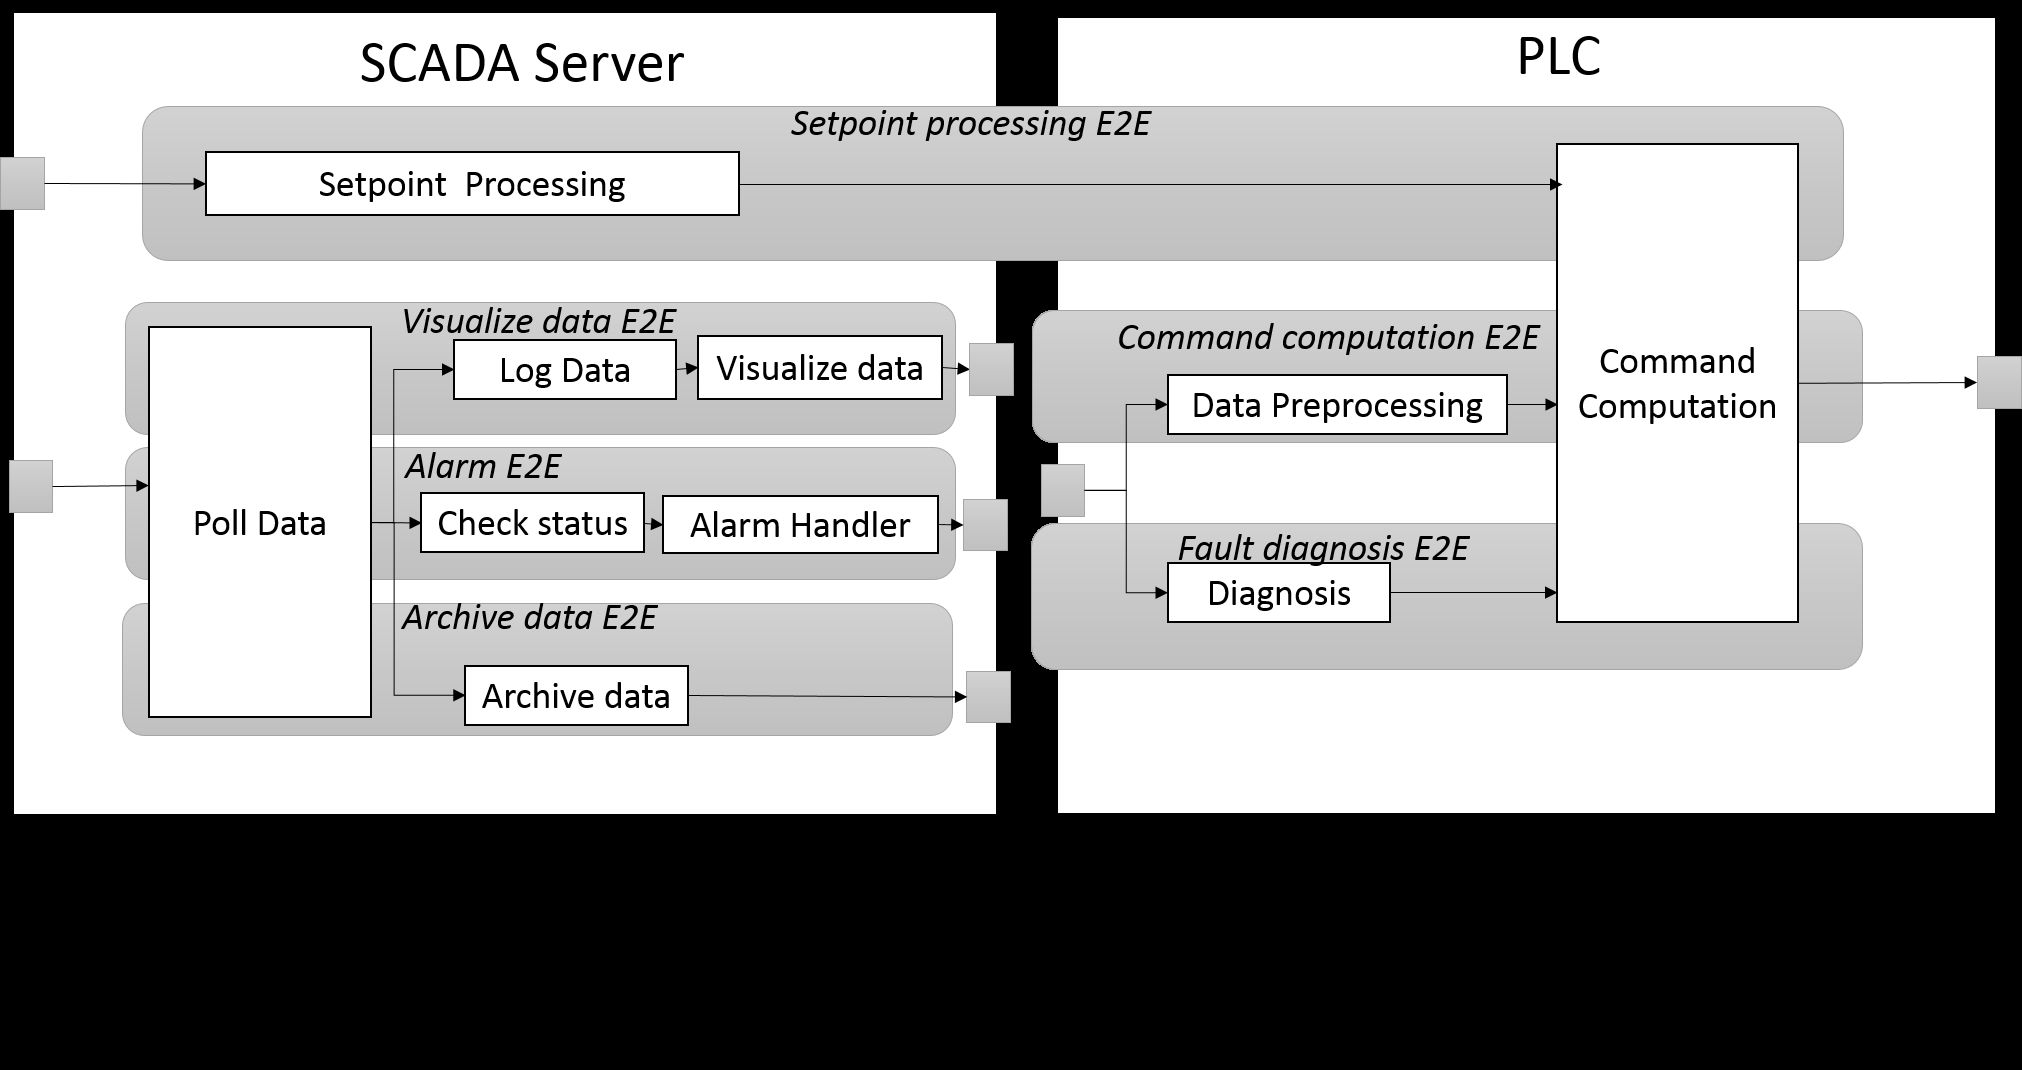 SCADA Server
PLC
Setpoint processing E2E
Setpoint  Processing
Visualize data E2E
Log Data
Visualize data
Alarm E2E
Poll Data
Check status
Alarm Handler
Archive data E2E
Archive data
Command computation E2E
Data Preprocessing
Command
Computation
Fault diagnosis E2E
Diagnosis